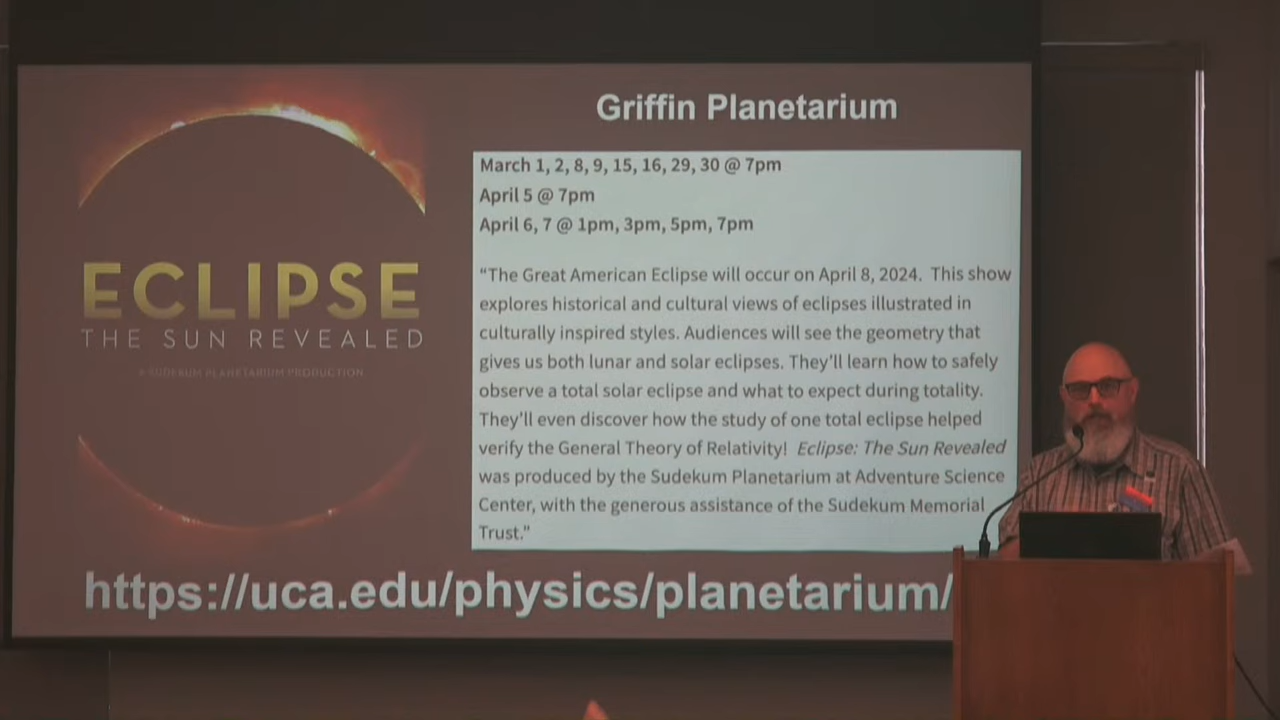 Griffin Planetarium
March 1, 2, 8, 9, 15, 16, 29, 30 @ 7pm
April 5 @ 7pm
April 6, 7 @ 1pm, 3pm, 5pm, 7pm
“The Great American Eclipse will occur on April 8, 2024. This show
explores historical and cultural views of eclipses illustrated in
culturally inspired styles. Audiences will see the geometry that
gives us both lunar and solar eclipses. They’ll learn how to safely
observe a total solar eclipse and what to expect during totality.
They’ll even discover how the study of one total eclipse helped
verify the General Theory of Relativity! Eclipse: The Sun Revealed
was produced by the Sudekum Planetarium at Adventure Science
Center, with the generous assistance of the Sudekum Memorial
Trust.”
ECLIPSE
THE SUN REVEALED
A SUDEKUM PLANETARIUM PRODUCTION
https://uca.edu/physics/planetarium/